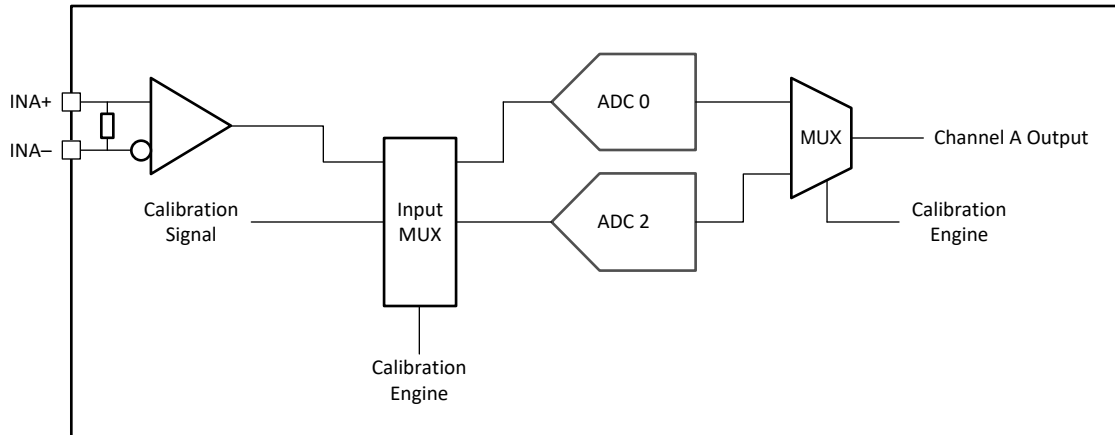 INA+
INA–
ADC 0
MUX
Channel A Output
Calibration
Signal
Input
MUX
ADC 2
Calibration
Engine
Calibration
Engine